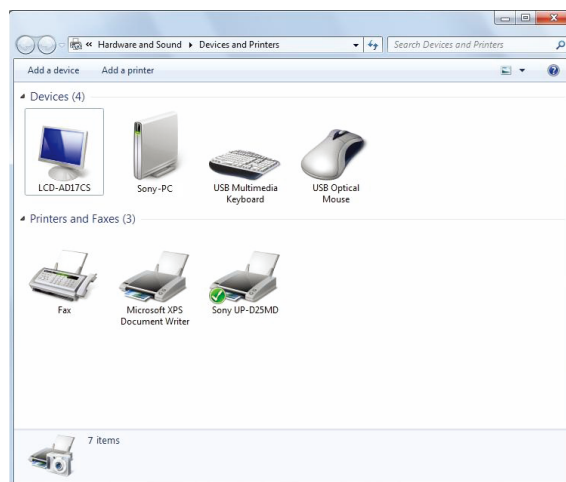 « Hardware and Sound ▸ Devices and Printers
Search Devices and Printers
Add a device
Add a printer
Devices (4)
LCD-AD17CS
Sony-PC
USB Multimedia
Keyboard
USB Optical
Mouse
Printers and Faxes (3)
Fax
Microsoft XPS
Document Writer
Sony UP-D25MD
7 items